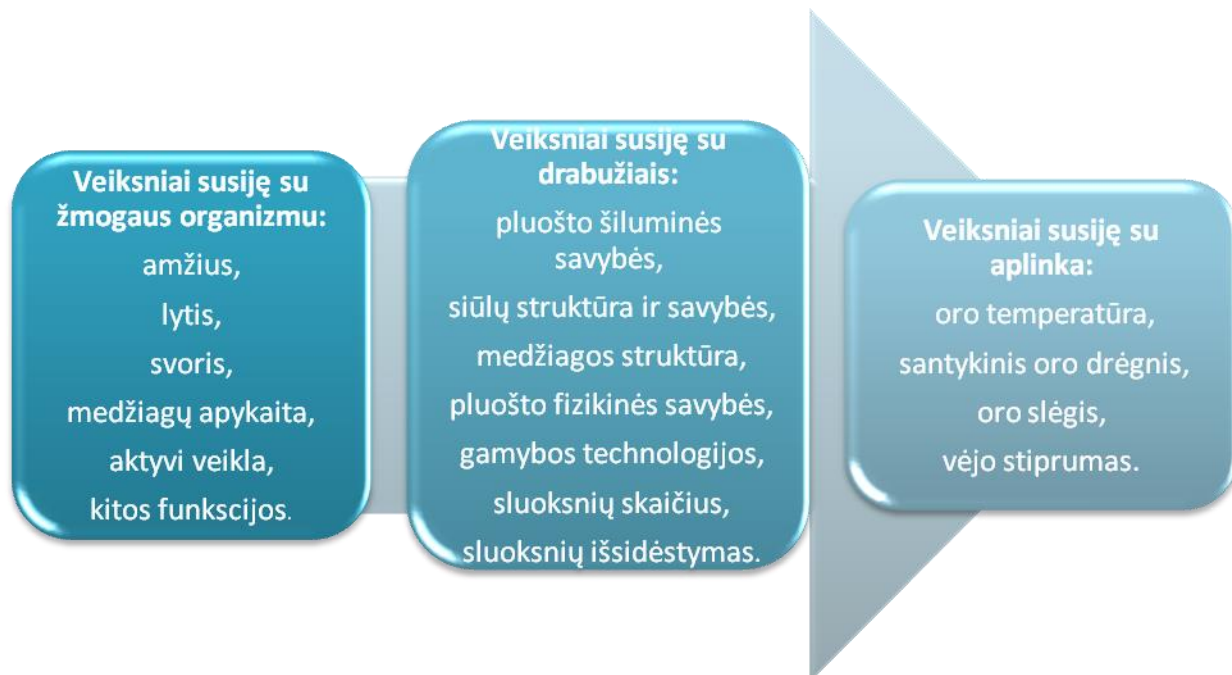 Veiksniai susiję su
žmogaus organizmu:
amžius,
lytis,
svoris,
medžiagų apykaita,
aktyvi veikla,
kitos funkscijos.
Veiksniai susiję su
drabužiais:
pluošto šiluminės
savybės,
siūlų struktūra ir savybės,
medžiagos struktūra,
pluošto fizikinės savybės,
gamybos technologijos,
sluoksnių skaičius,
sluoksnių išsidėstymas.
Veiksniai susiję su
aplinka:
oro temperatūra,
santykinis oro drėgnis,
oro slėgis,
vėjo stiprumas.